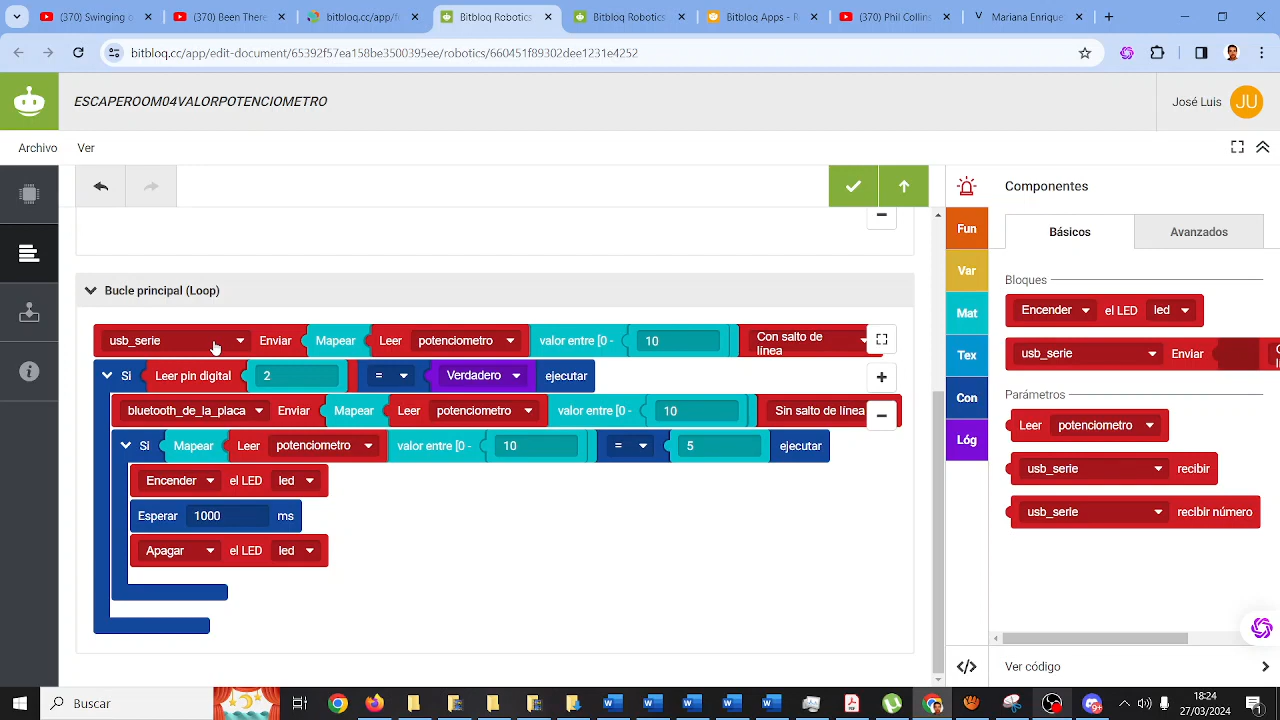 (370) Swinging o
(370) Been There
bitbloq.cc/app/f
Bitbloq Robotics
Bitbloq Robotics
Bitbloq Apps - R
(370) Phil Collins
V Mariana Enrique
bitbloq.cc/app/edit-document/65392f57ea158be3500395ee/robotics/660451f89302dee1231e4252
ESCAPEROOM04VALORPOTENCIOMETRO
José Luis JU
Archivo Ver
Componentes
Básicos Avanzados
Bloques
Encender el LED led
usb_serie Enviar
Parámetros
Leer potenciometro
usb_serie recibir
usb_serie recibir número
Fun
Var
Mat
Tex
Con
Lóg
Bucle principal (Loop)
usb_serie Enviar Mapear Leer potenciometro valor entre [0 - 10 Con salto de
línea
Si Leer pin digital 2 = Verdadero ejecutar
bluetooth_de_la_placa Enviar Mapear Leer potenciometro valor entre [0 - 10 Sin salto de línea
Si Mapear Leer potenciometro valor entre [0 - 10 = 5 ejecutar
Encender el LED led
Esperar 1000 ms
Apagar el LED led
Ver código
Buscar
18:24
27/03/2024